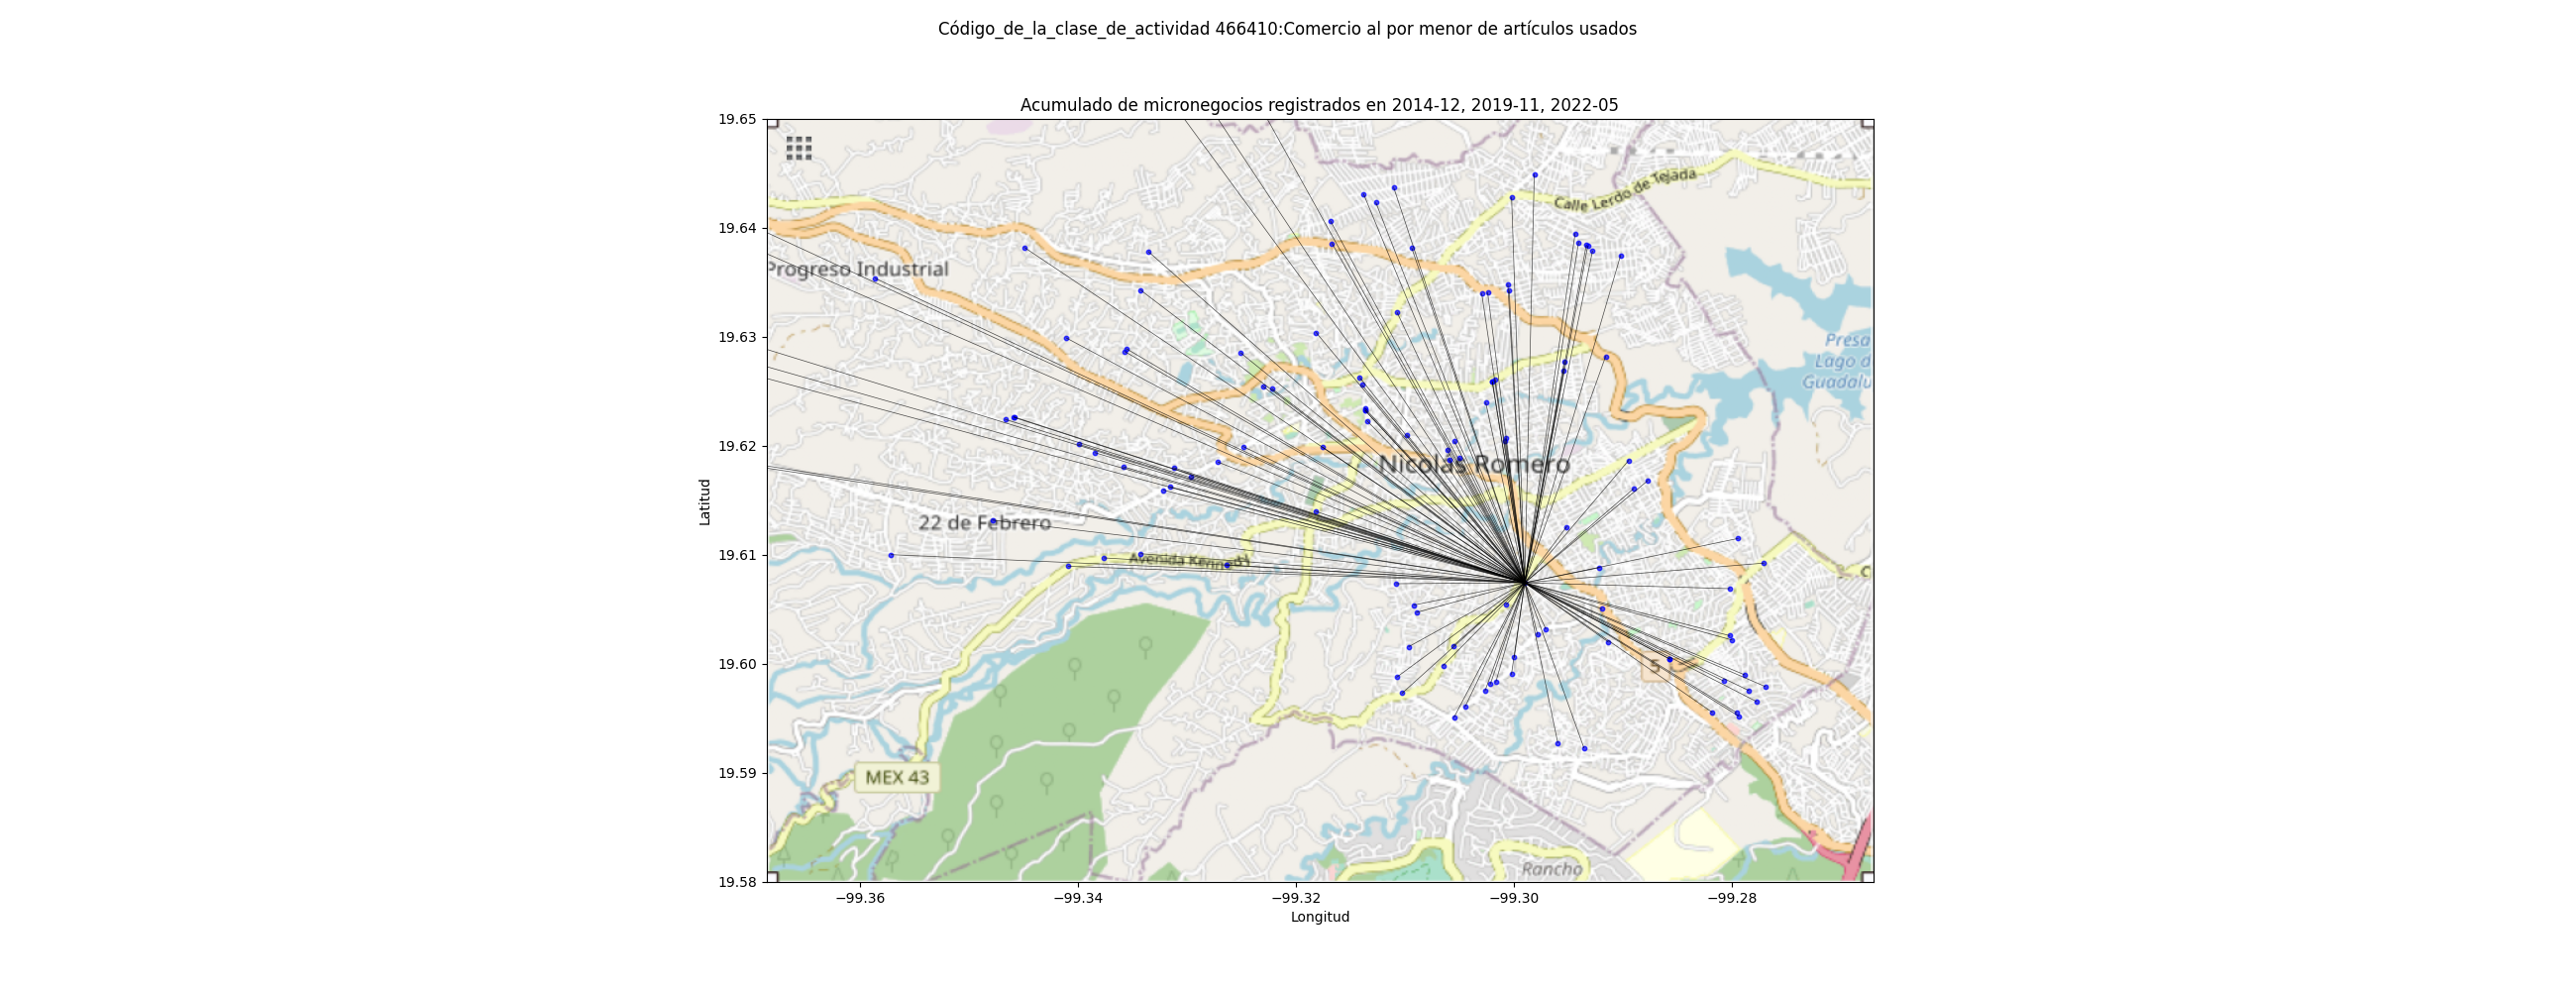 Código_de_la_clase_de_actividad 466410:Comercio al por menor de artículos usados
Acumulado de micronegocios registrados en 2014-12, 2019-11, 2022-05
19.65
19.64
19.63
19.62
19.61
19.60
19.59
19.58
Latitud
Calle Lerdo de Tejada
Progreso Industrial
Presa
Lago d
Guadalu
Nicolás Romero
22 de Febrero
Avenida Kennedy
C
5
MEX 43
Rancho
−99.36
−99.34
−99.32
−99.30
−99.28
Longitud